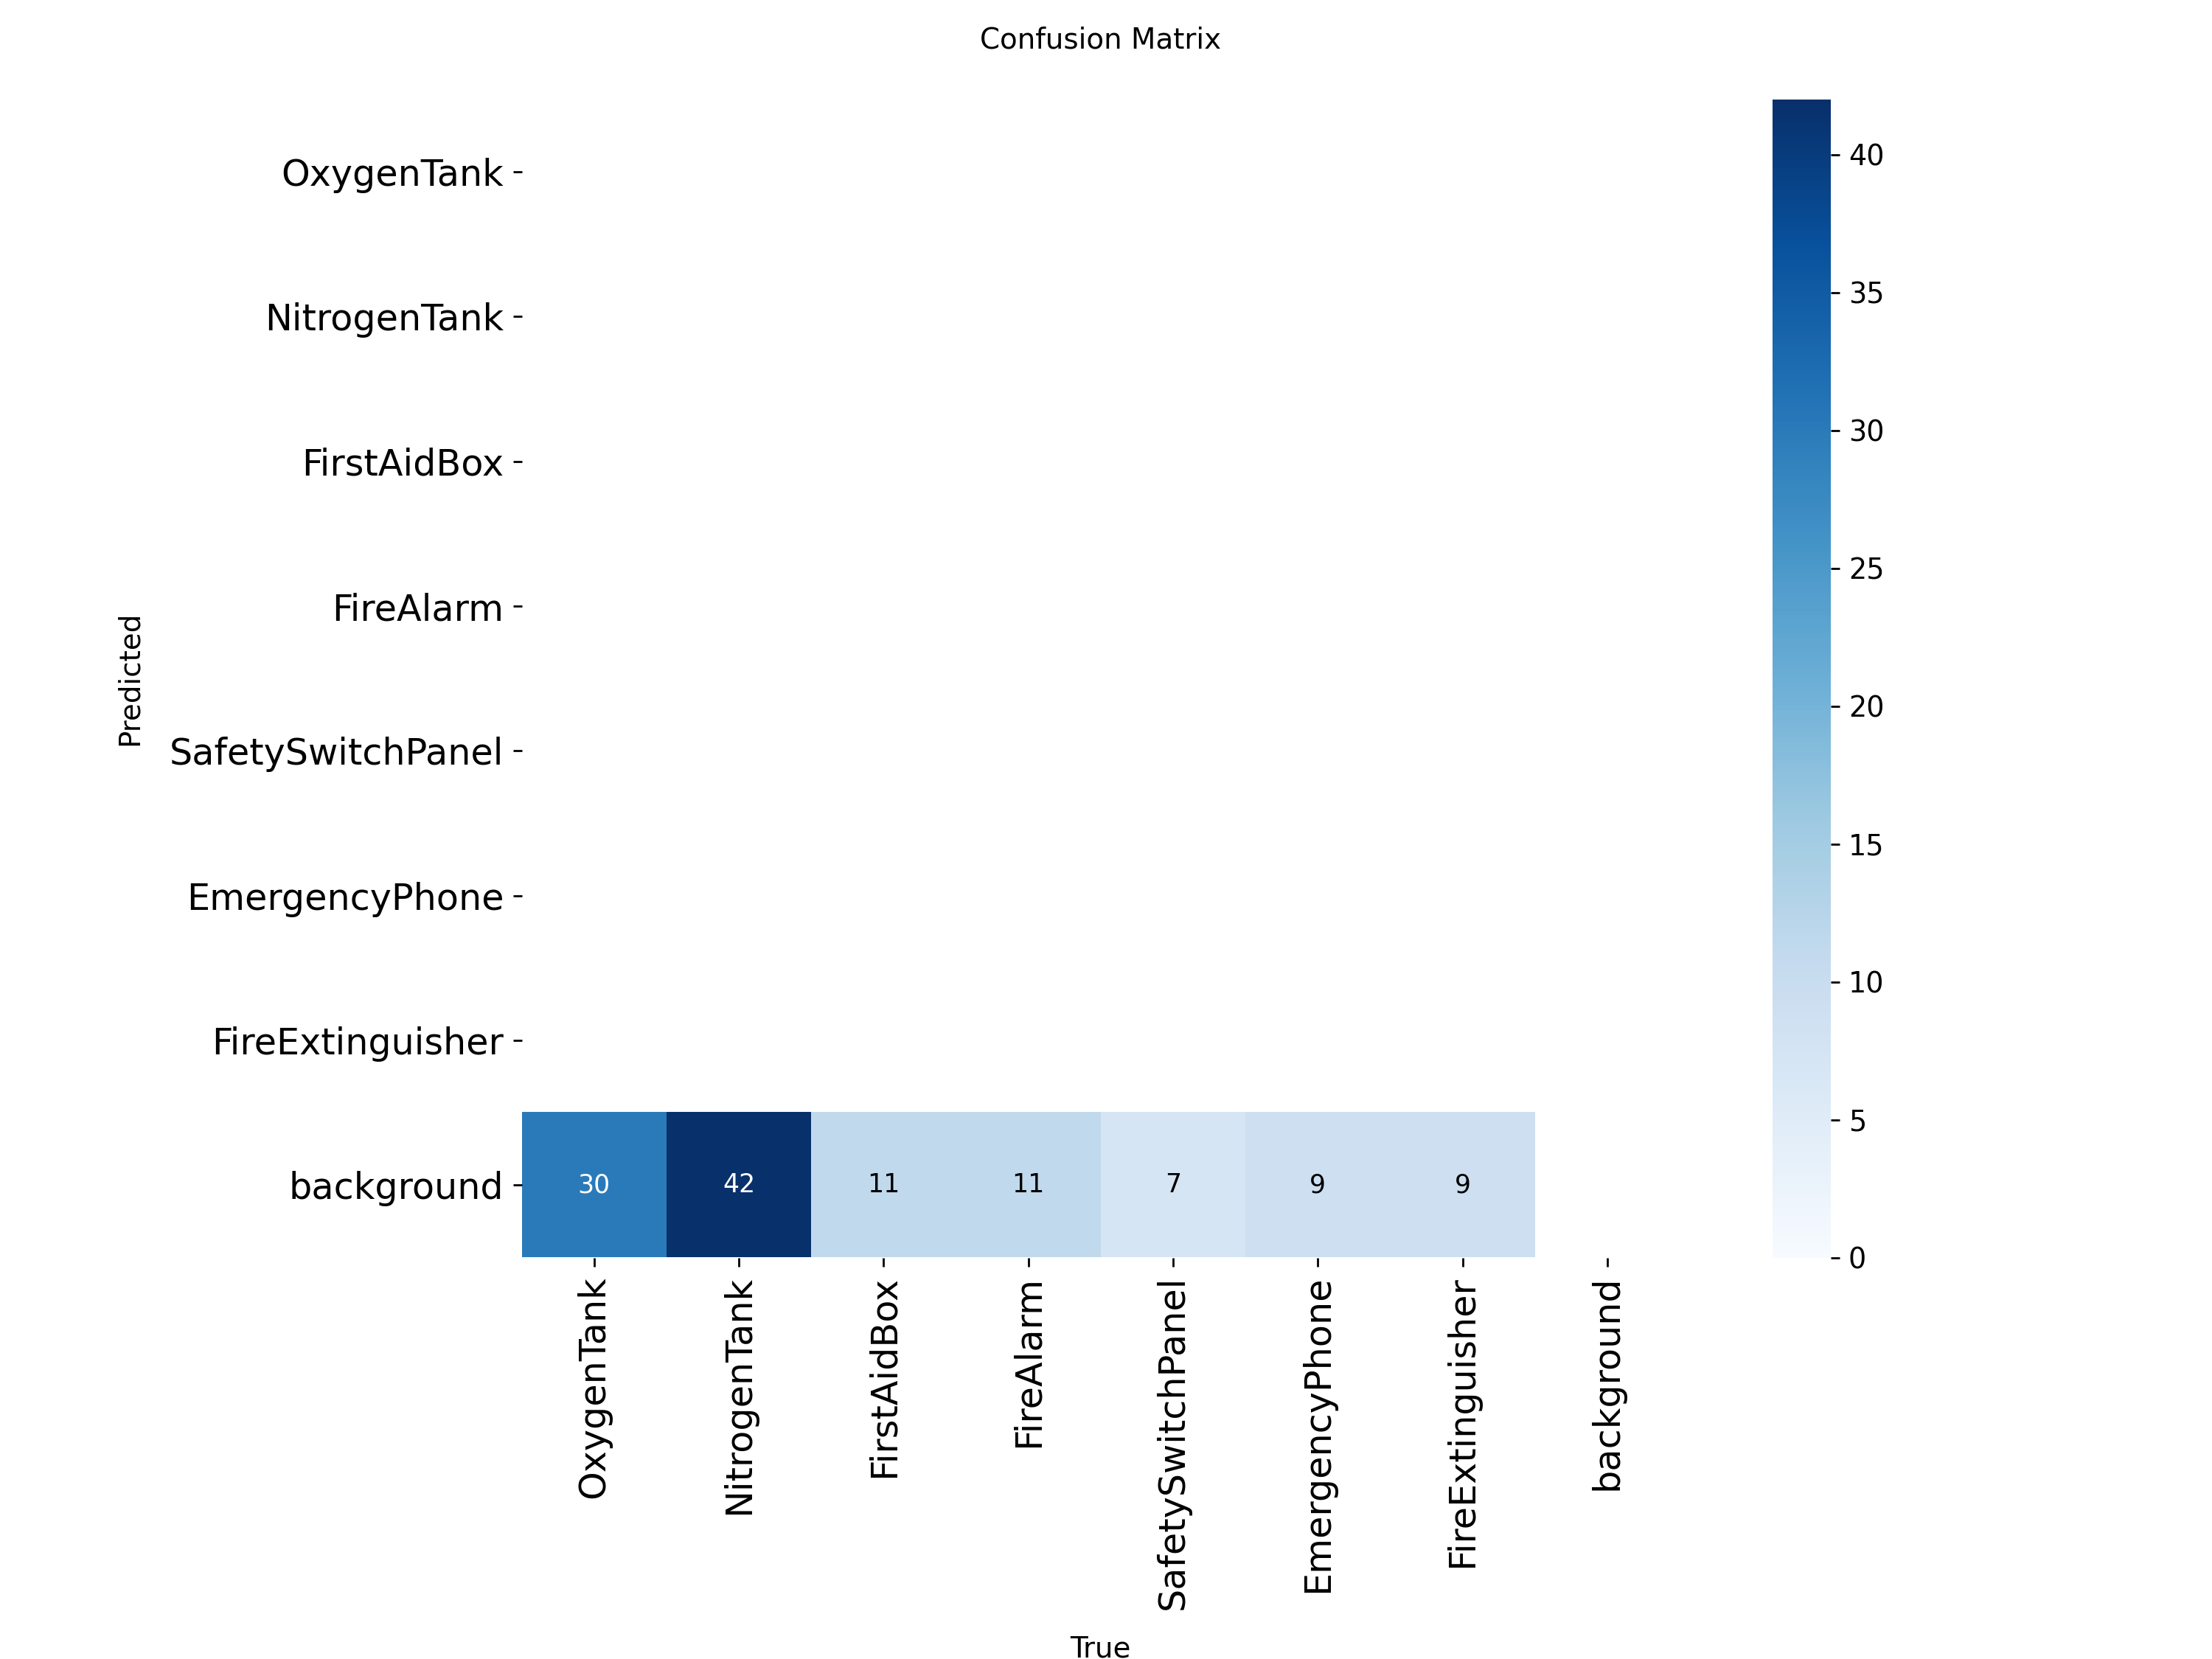 Confusion Matrix
Predicted
OxygenTank
NitrogenTank
FirstAidBox
FireAlarm
SafetySwitchPanel
EmergencyPhone
FireExtinguisher
background
30 42 11 11 7 9 9
OxygenTank
NitrogenTank
FirstAidBox
FireAlarm
SafetySwitchPanel
EmergencyPhone
FireExtinguisher
background
True
40
35
30
25
20
15
10
5
0